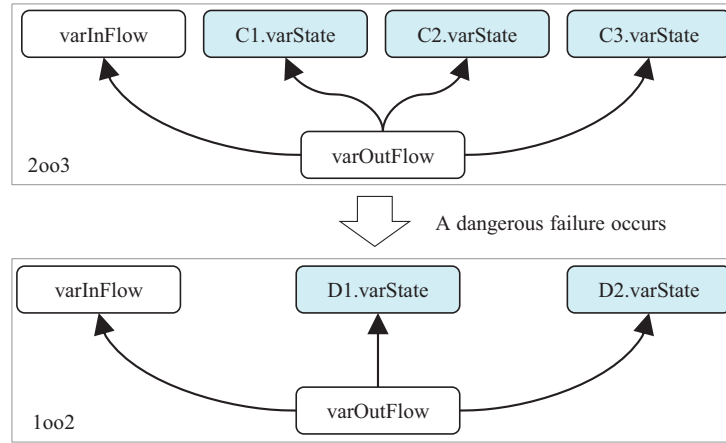 varInFlow
C1.varState
C2.varState
C3.varState
varOutFlow
2oo3
A dangerous failure occurs
varInFlow
D1.varState
D2.varState
varOutFlow
1oo2